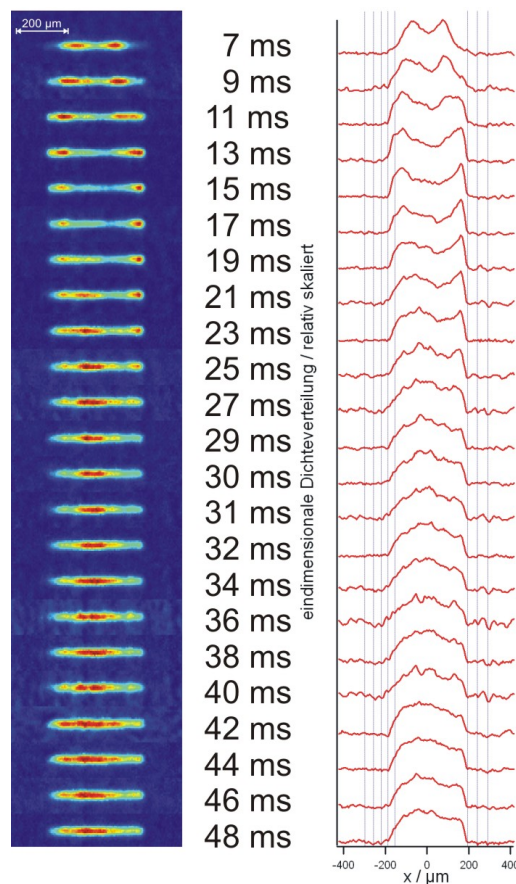 200 µm
7 ms
9 ms
11 ms
13 ms
15 ms
17 ms
19 ms
21 ms
23 ms
25 ms
27 ms
29 ms
30 ms
31 ms
32 ms
34 ms
36 ms
38 ms
40 ms
42 ms
44 ms
46 ms
48 ms
eindimensionale Dichteverteilung / relativ skaliert
-400 -200 0 200 400
x / µm